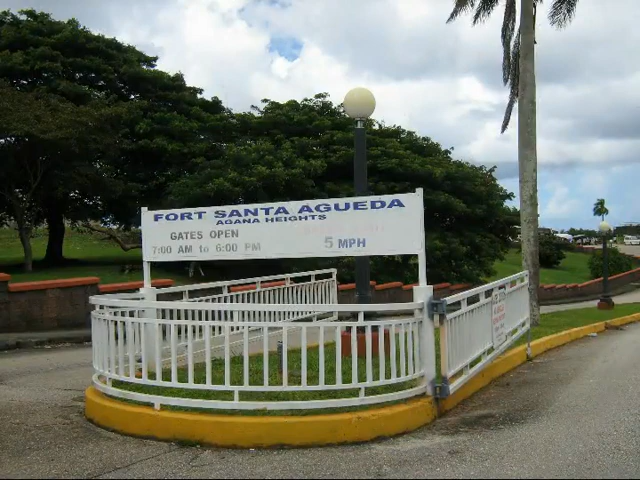 FORT SANTA AGUEDA
AGANA HEIGHTS
GATES OPEN
7:00 AM to 6:00 PM
5 MPH